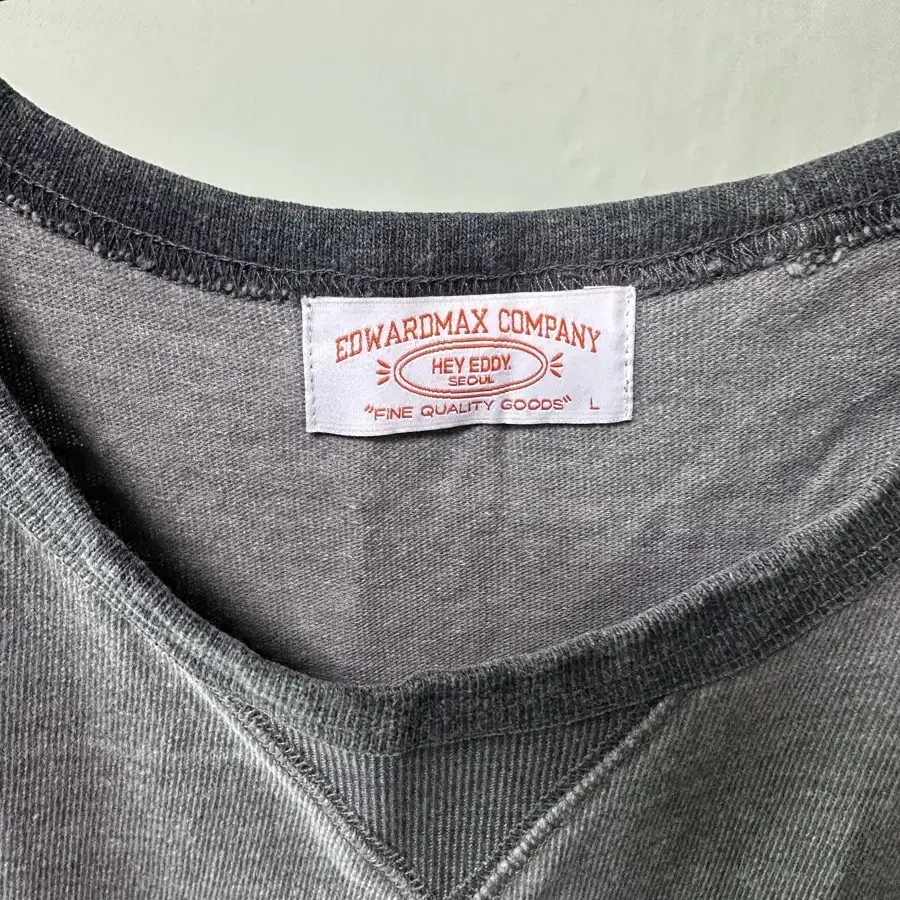 EDWARDMAX COMPANY
HEY EDDY.
SEOUL
"FINE QUALITY GOODS" L